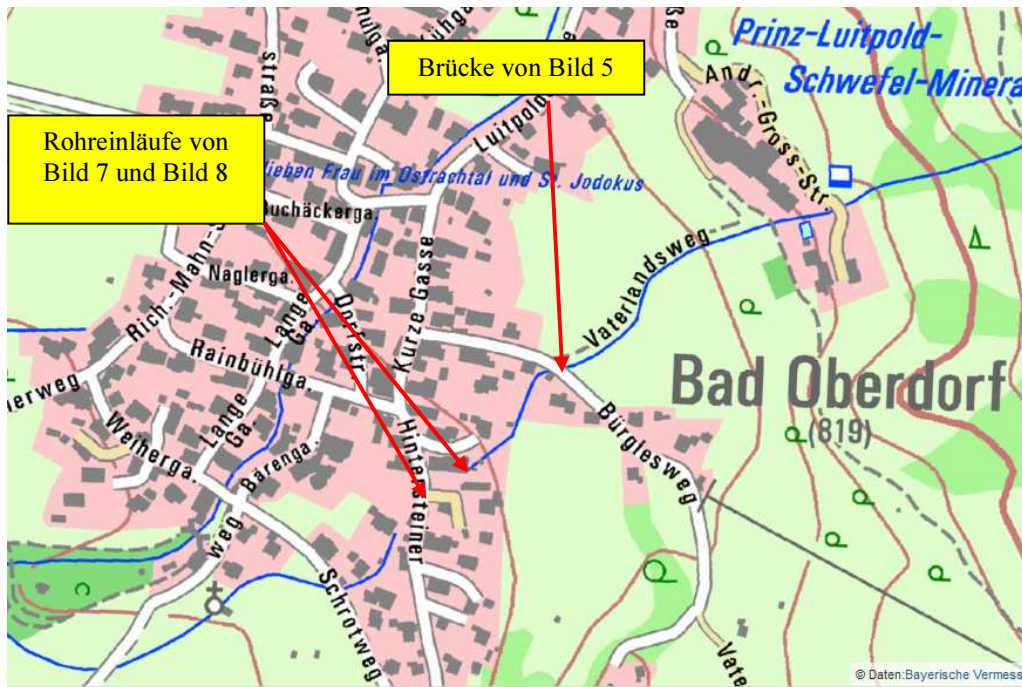 Brücke von Bild 5
Rohreinläufe von
Bild 7 und Bild 8
Prinz-Luitpold-
Schwefel-Minera
Andr.-Gross-Str.
straße
Luitpold
lieben Frau im Ostrachtal und St. Jodokus
Buchäckerga.
Rich.-Mahn-S
Naglerga.
Lange
Ga.
Dorfstr.
Kurze Gasse
Vaterlandsweg
Rainbühlga.
erweg
Weiherga.
Lange
Ga.
Bärenga.
Hintersteiner
Bürglesweg
Bad Oberdorf
(819)
weg
Schrotweg
Vate
© Daten:Bayerische Vermess